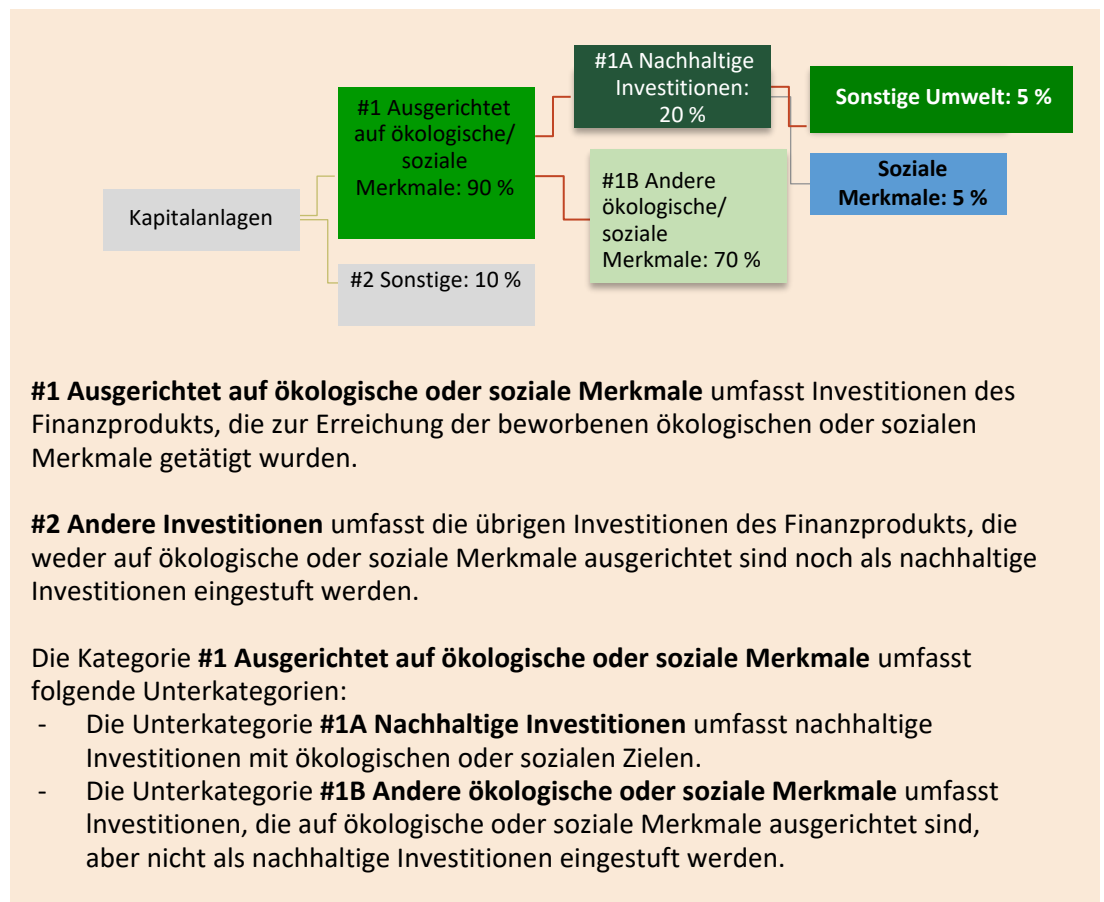 #1A Nachhaltige
Investitionen:
20 %
Sonstige Umwelt: 5 %
#1 Ausgerichtet
auf ökologische/
soziale
Merkmale: 90 %
Soziale
Merkmale: 5 %
#1B Andere
ökologische/
soziale
Merkmale: 70 %
Kapitalanlagen
#2 Sonstige: 10 %
#1 Ausgerichtet auf ökologische oder soziale Merkmale umfasst Investitionen des
Finanzprodukts, die zur Erreichung der beworbenen ökologischen oder sozialen
Merkmale getätigt wurden.
#2 Andere Investitionen umfasst die übrigen Investitionen des Finanzprodukts, die
weder auf ökologische oder soziale Merkmale ausgerichtet sind noch als nachhaltige
Investitionen eingestuft werden.
Die Kategorie #1 Ausgerichtet auf ökologische oder soziale Merkmale umfasst
folgende Unterkategorien:
- Die Unterkategorie #1A Nachhaltige Investitionen umfasst nachhaltige
Investitionen mit ökologischen oder sozialen Zielen.
- Die Unterkategorie #1B Andere ökologische oder soziale Merkmale umfasst
Investitionen, die auf ökologische oder soziale Merkmale ausgerichtet sind,
aber nicht als nachhaltige Investitionen eingestuft werden.